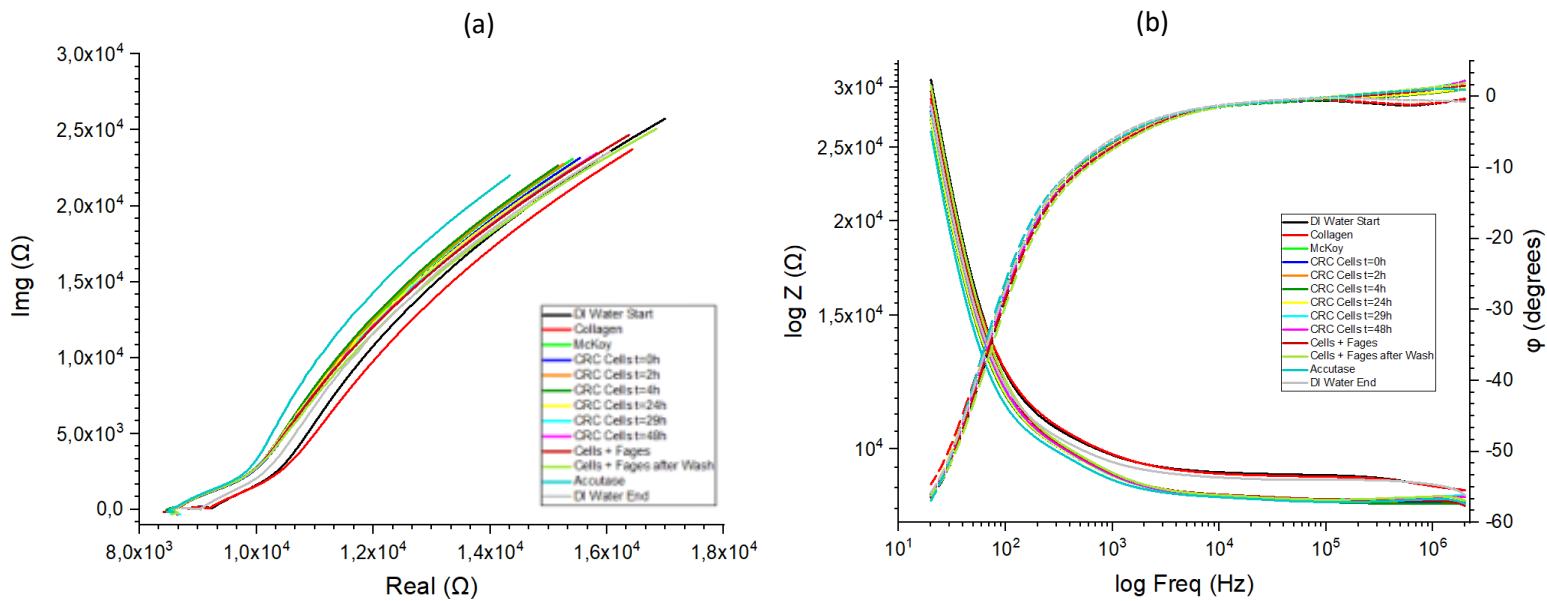 (a)
3,0x10⁴
2,5x10⁴
2,0x10⁴
1,5x10⁴
1,0x10⁴
5,0x10³
0,0
Img (Ω)
8,0x10³ 1,0x10⁴ 1,2x10⁴ 1,4x10⁴ 1,6x10⁴ 1,8x10⁴
Real (Ω)
DI Water Start
Collagen
McKoy
CRC Cells t=0h
CRC Cells t=2h
CRC Cells t=4h
CRC Cells t=24h
CRC Cells t=29h
CRC Cells t=48h
Cells + Fages
Cells + Fages after Wash
Accutase
DI Water End
(b)
3x10⁴
2,5x10⁴
2x10⁴
1,5x10⁴
10⁴
log Z (Ω)
10¹ 10² 10³ 10⁴ 10⁵ 10⁶
log Freq (Hz)
0
-10
-20
-30
-40
-50
-60
φ (degrees)
DI Water Start
Collagen
McKoy
CRC Cells t=0h
CRC Cells t=2h
CRC Cells t=4h
CRC Cells t=24h
CRC Cells t=29h
CRC Cells t=48h
Cells + Fages
Cells + Fages after Wash
Accutase
DI Water End